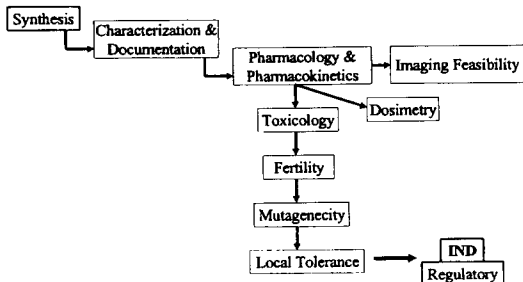 Synthesis
Characterization &
Documentation
Pharmacology &
Pharmacokinetics
Imaging Feasibility
Toxicology
Dosimetry
Fertility
Mutagenecity
Local Tolerance
IND
Regulatory